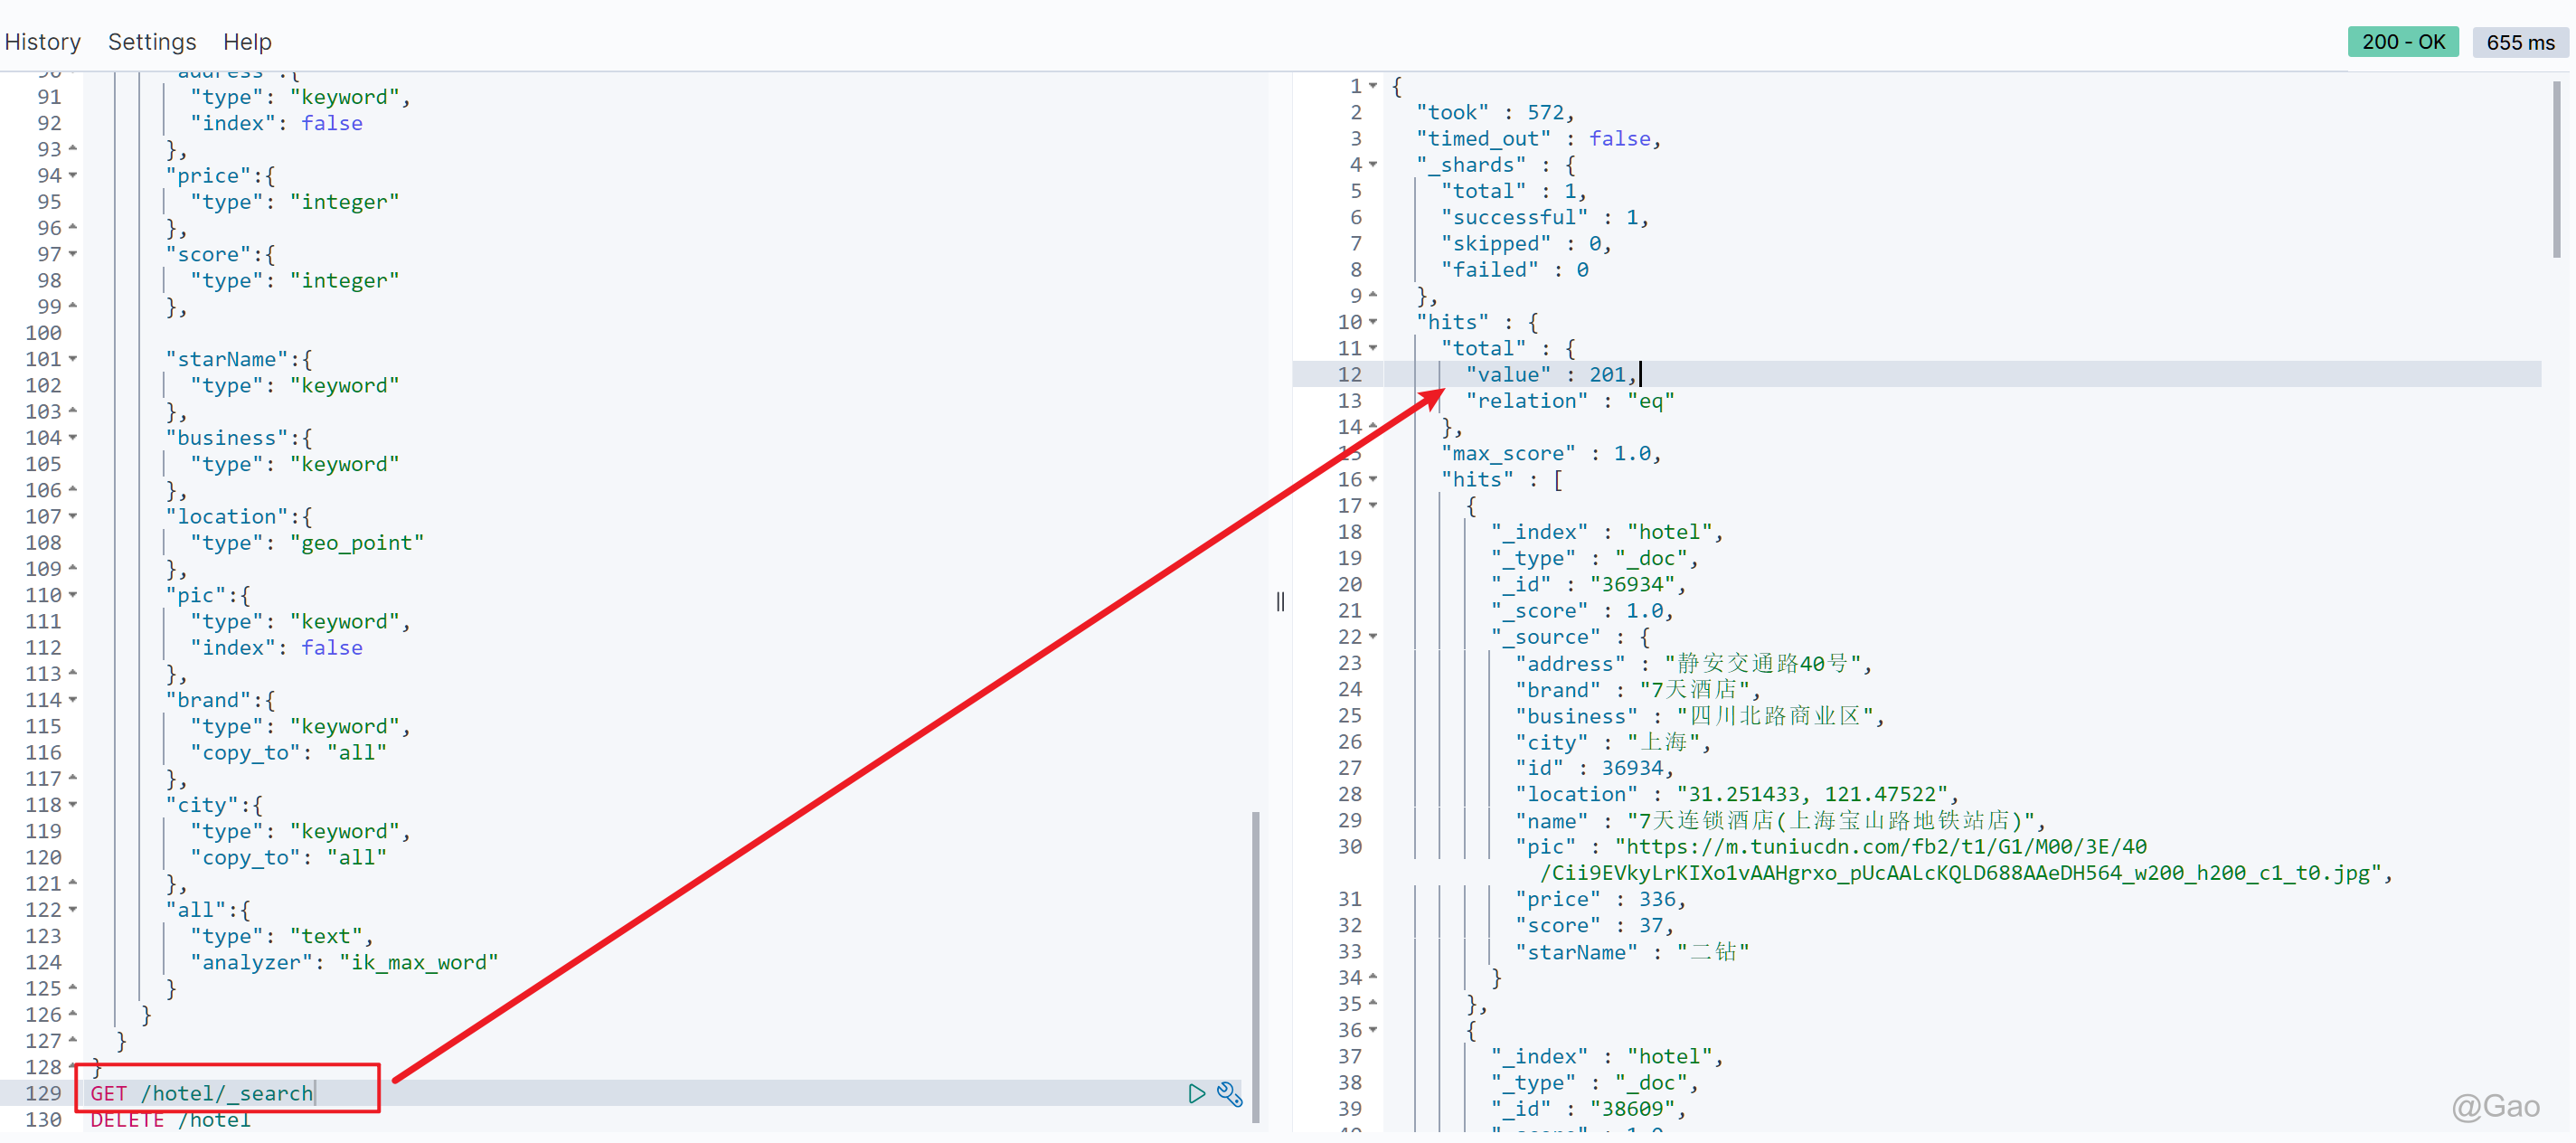 History Settings Help
200 - OK 655 ms
90 "address":{
91 "type": "keyword",
92 "index": false
93 },
94 "price":{
95 "type": "integer"
96 },
97 "score":{
98 "type": "integer"
99 },
100
101 "starName":{
102 "type": "keyword"
103 },
104 "business":{
105 "type": "keyword"
106 },
107 "location":{
108 "type": "geo_point"
109 },
110 "pic":{
111 "type": "keyword",
112 "index": false
113 },
114 "brand":{
115 "type": "keyword",
116 "copy_to": "all"
117 },
118 "city":{
119 "type": "keyword",
120 "copy_to": "all"
121 },
122 "all":{
123 "type": "text",
124 "analyzer": "ik_max_word"
125 }
126 }
127 }
128 }
129 GET /hotel/_search
130 DELETE /hotel
1 {
2 "took" : 572,
3 "timed_out" : false,
4 "_shards" : {
5 "total" : 1,
6 "successful" : 1,
7 "skipped" : 0,
8 "failed" : 0
9 },
10 "hits" : {
11 "total" : {
12 "value" : 201,
13 "relation" : "eq"
14 },
15 "max_score" : 1.0,
16 "hits" : [
17 {
18 "_index" : "hotel",
19 "_type" : "_doc",
20 "_id" : "36934",
21 "_score" : 1.0,
22 "_source" : {
23 "address" : "静安交通路40号",
24 "brand" : "7天酒店",
25 "business" : "四川北路商业区",
26 "city" : "上海",
27 "id" : 36934,
28 "location" : "31.251433, 121.47522",
29 "name" : "7天连锁酒店(上海宝山路地铁站店)",
30 "pic" : "https://m.tuniucdn.com/fb2/t1/G1/M00/3E/40
/Cii9EVkyLrKIXo1vAAHgrxo_pUcAALcKQLD688AAeDH564_w200_h200_c1_t0.jpg",
31 "price" : 336,
32 "score" : 37,
33 "starName" : "二钻"
34 }
35 },
36 {
37 "_index" : "hotel",
38 "_type" : "_doc",
39 "_id" : "38609",
40 "_score" : 1.0
@Gao